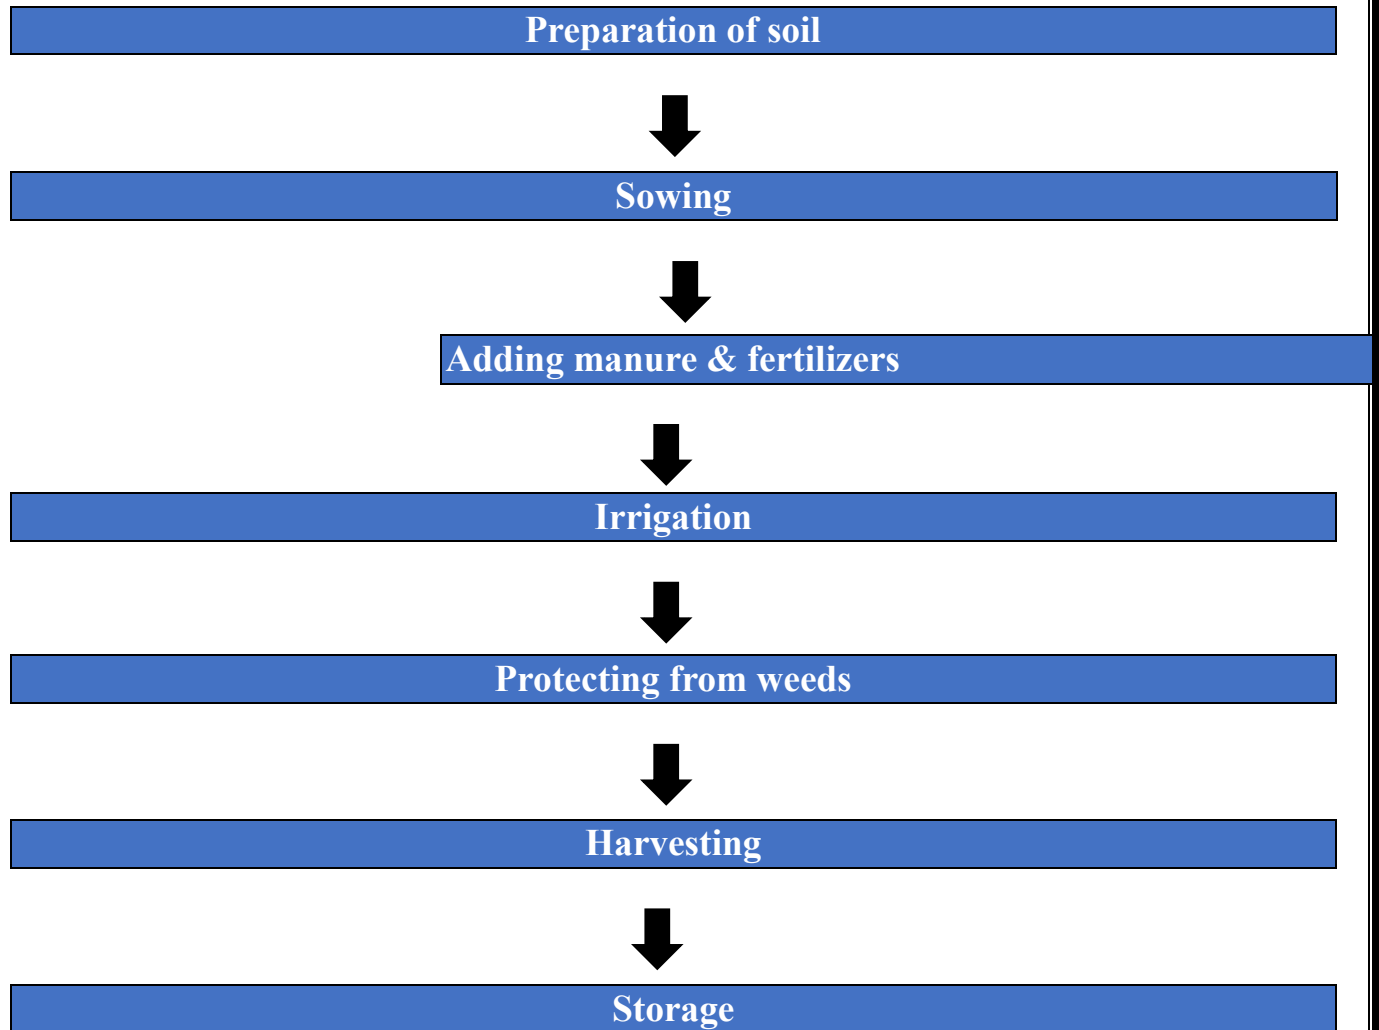 Preparation of soil
Sowing
Adding manure & fertilizers
Irrigation
Protecting from weeds
Harvesting
Storage